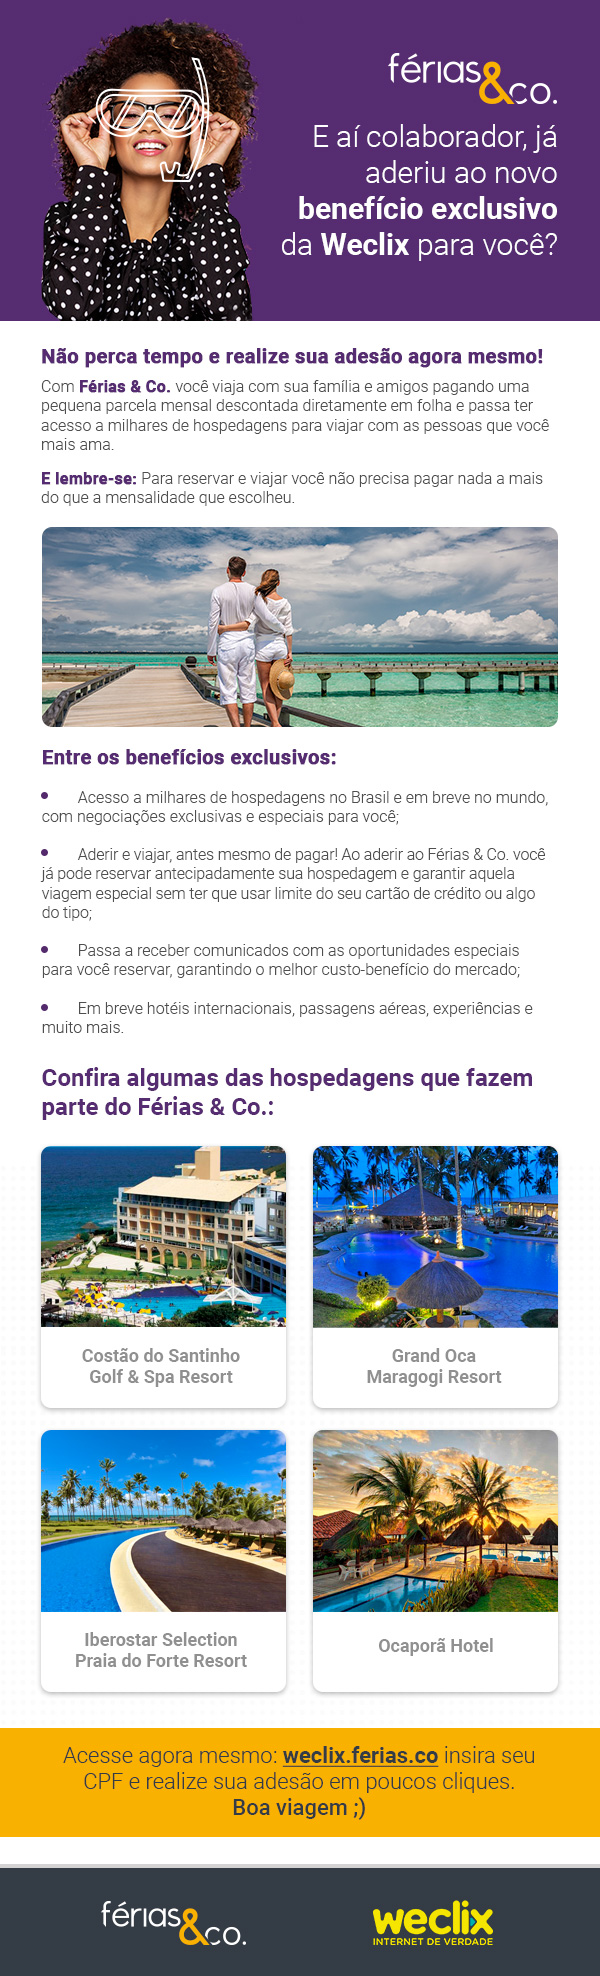 férias&co.
E aí colaborador, já
aderiu ao novo
benefício exclusivo
da Weclix para você?
Não perca tempo e realize sua adesão agora mesmo!
Com Férias & Co. você viaja com sua família e amigos pagando uma
pequena parcela mensal descontada diretamente em folha e passa ter
acesso a milhares de hospedagens para viajar com as pessoas que você
mais ama.
E lembre-se: Para reservar e viajar você não precisa pagar nada a mais
do que a mensalidade que escolheu.
Entre os benefícios exclusivos:
• Acesso a milhares de hospedagens no Brasil e em breve no mundo,
com negociações exclusivas e especiais para você;
• Aderir e viajar, antes mesmo de pagar! Ao aderir ao Férias & Co. você
já pode reservar antecipadamente sua hospedagem e garantir aquela
viagem especial sem ter que usar limite do seu cartão de crédito ou algo
do tipo;
• Passa a receber comunicados com as oportunidades especiais
para você reservar, garantindo o melhor custo-benefício do mercado;
• Em breve hotéis internacionais, passagens aéreas, experiências e
muito mais.
Confira algumas das hospedagens que fazem
parte do Férias & Co.:
Costão do Santinho
Golf & Spa Resort
Grand Oca
Maragogi Resort
Iberostar Selection
Praia do Forte Resort
Ocaporã Hotel
Acesse agora mesmo: weclix.ferias.co insira seu
CPF e realize sua adesão em poucos cliques.
Boa viagem ;)
férias&co.
weclix
INTERNET DE VERDADE